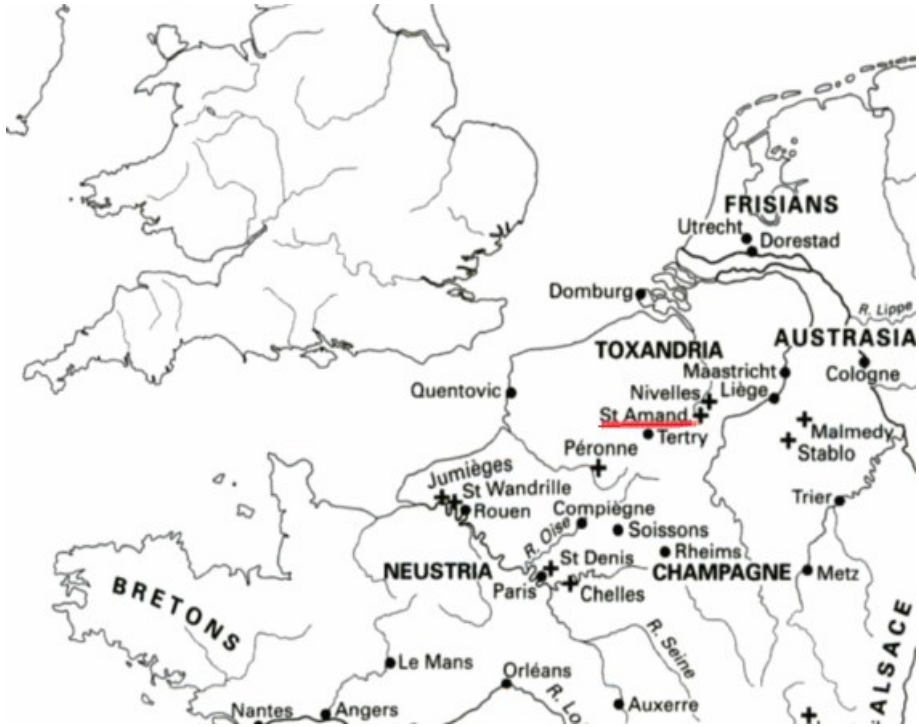 FRISIANS
Utrecht
Dorestad
Domburg
R. Lippe
TOXANDRIA
AUSTRASIA
Maastricht
Cologne
Nivelles
Liège
Quentovic
St Amand
Malmedy
Tertry
Stablo
Péronne
Jumièges
St Wandrille
Rouen
Compiègne
Trier
Soissons
R. Oise
Rheims
St Denis
NEUSTRIA
CHAMPAGNE
Metz
Paris
Chelles
BRETONS
ALSACE
R. Seine
Le Mans
Orléans
R. Lo
Auxerre
Nantes
Angers